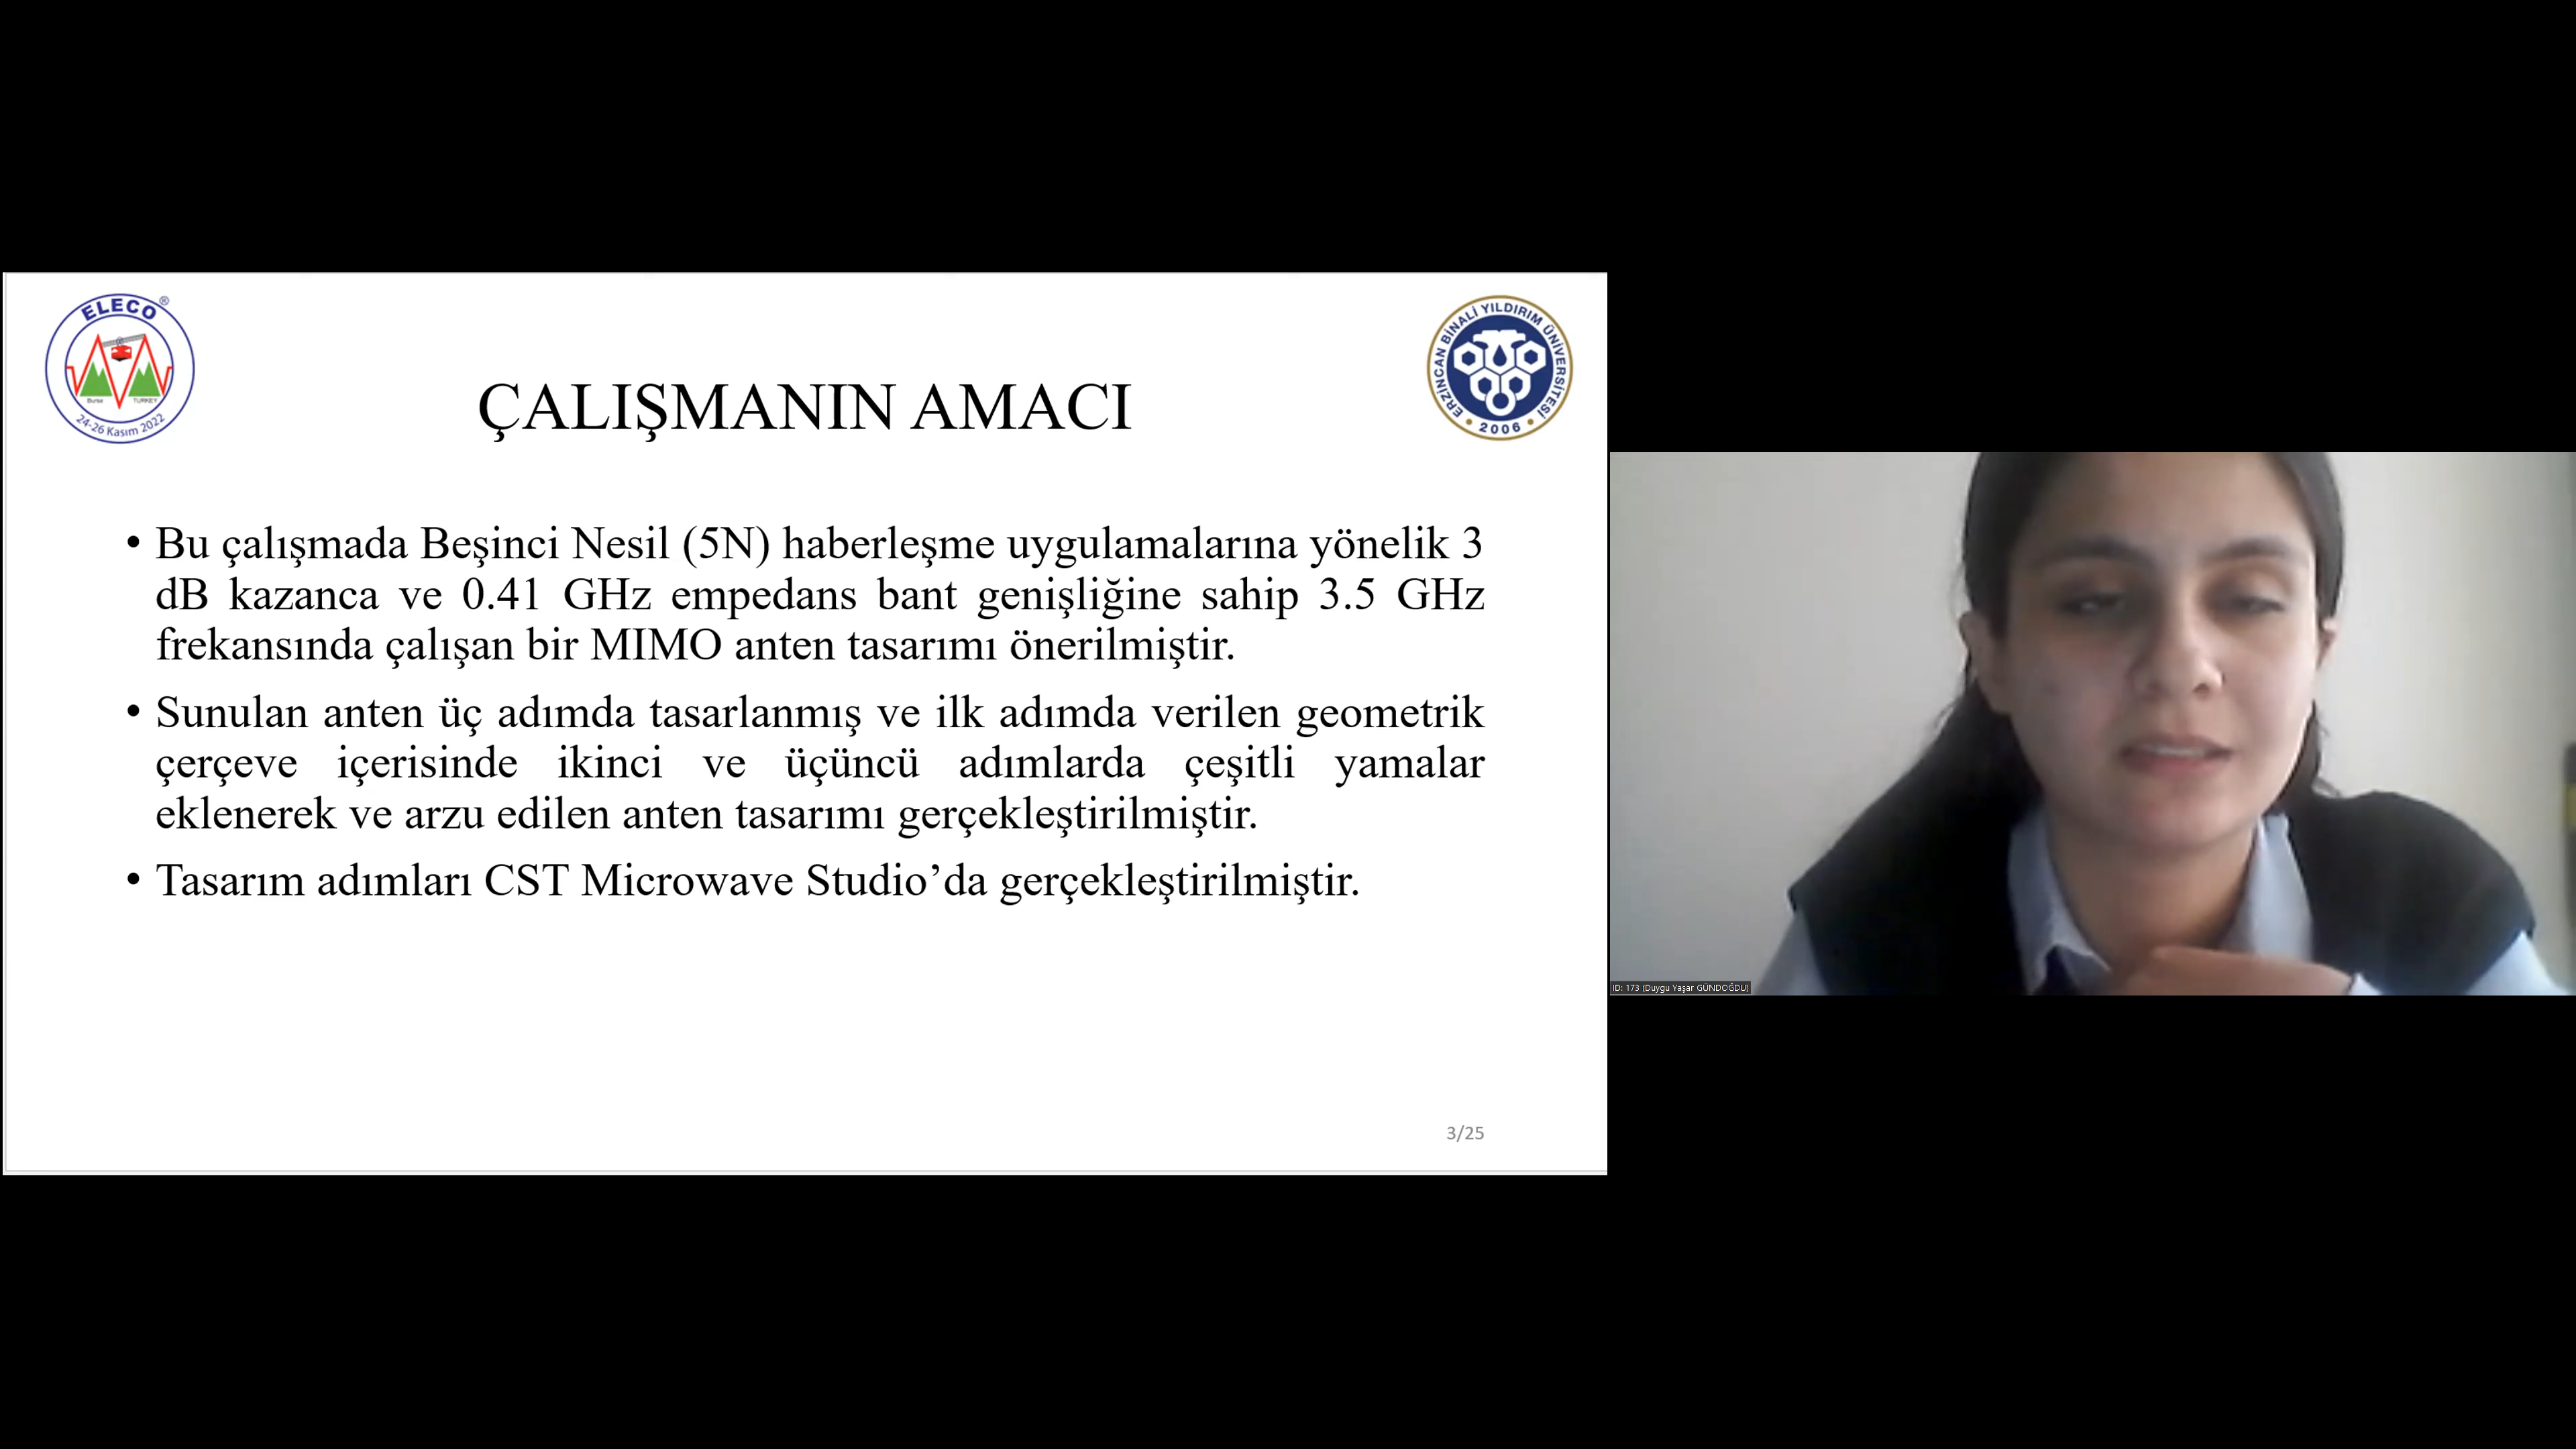 ELECO®
Bursa TURKEY
24-26 Kasım 2022
ERZİNCAN BİNALİ YILDIRIM ÜNİVERSİTESİ
2006
ÇALIŞMANIN AMACI
• Bu çalışmada Beşinci Nesil (5N) haberleşme uygulamalarına yönelik 3
dB kazanca ve 0.41 GHz empedans bant genişliğine sahip 3.5 GHz
frekansında çalışan bir MIMO anten tasarımı önerilmiştir.
• Sunulan anten üç adımda tasarlanmış ve ilk adımda verilen geometrik
çerçeve içerisinde ikinci ve üçüncü adımlarda çeşitli yamalar
eklenerek ve arzu edilen anten tasarımı gerçekleştirilmiştir.
• Tasarım adımları CST Microwave Studio’da gerçekleştirilmiştir.
3/25
ID: 173 (Duygu Yaşar GÜNDOĞDU)